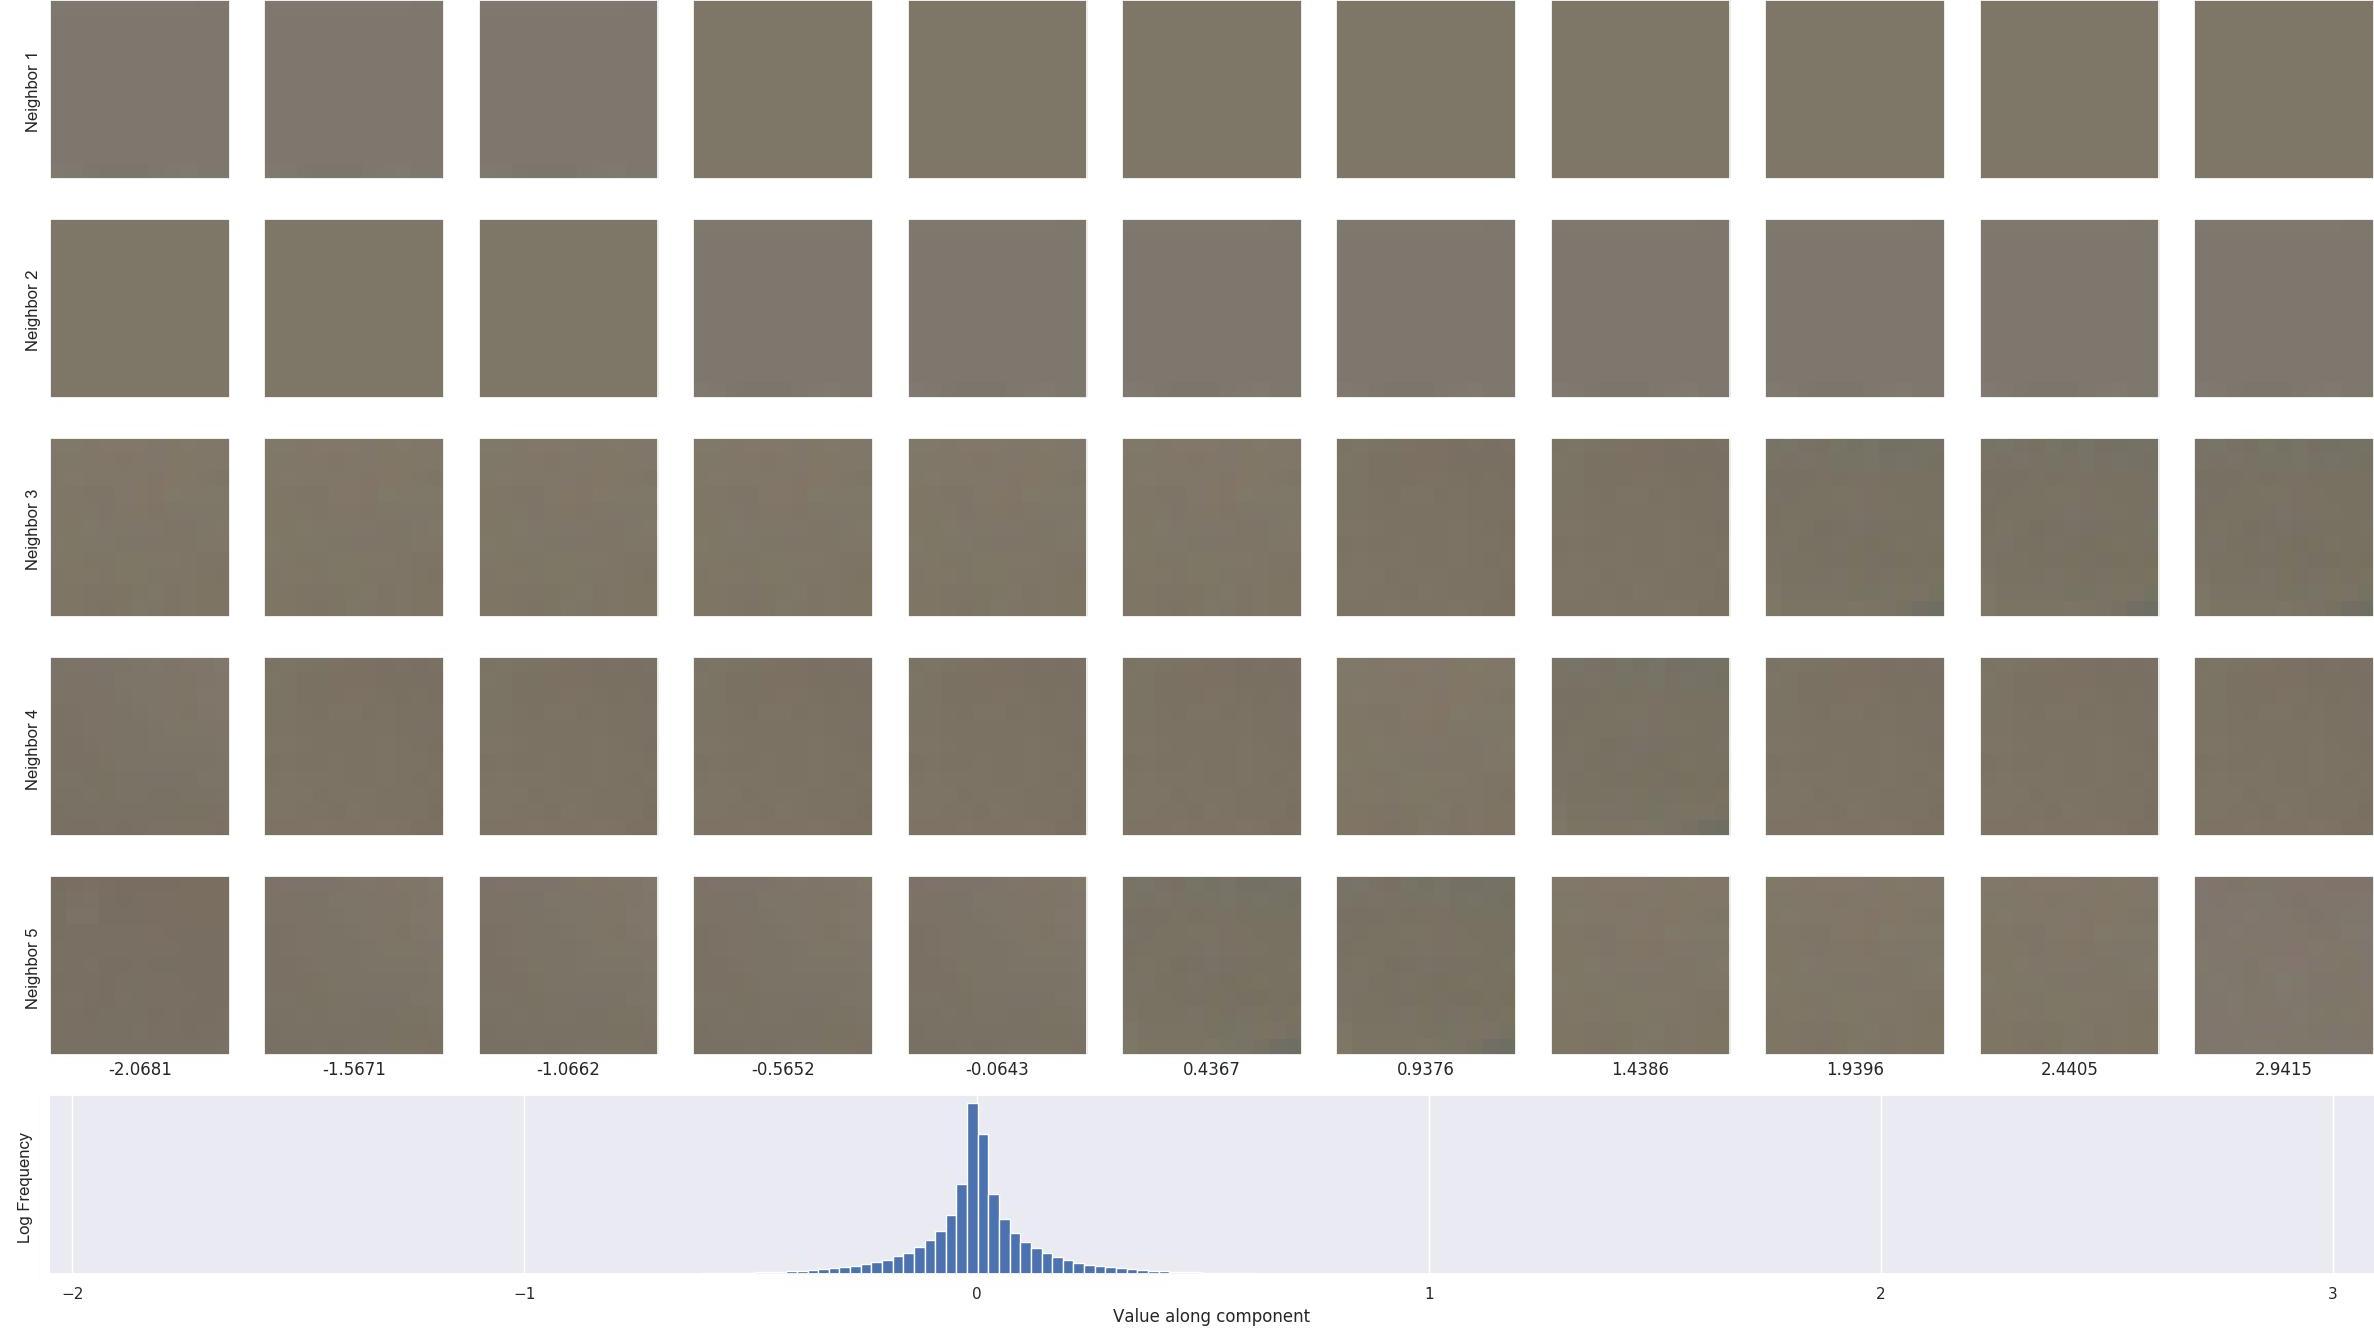 Neighbor 1
Neighbor 2
Neighbor 3
Neighbor 4
Neighbor 5
-2.0681 -1.5671 -1.0662 -0.5652 -0.0643 0.4367 0.9376 1.4386 1.9396 2.4405 2.9415
Log Frequency
−2 −1 0 1 2 3
Value along component